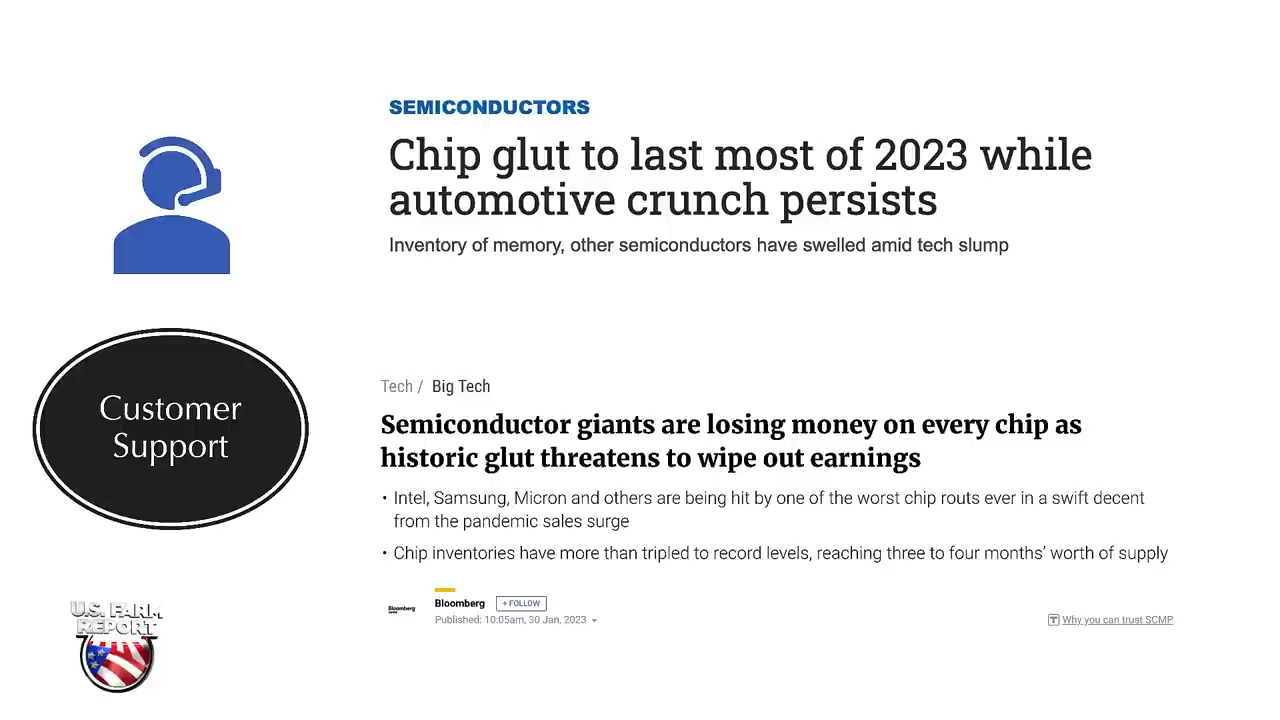 SEMICONDUCTORS
Chip glut to last most of 2023 while
automotive crunch persists
Inventory of memory, other semiconductors have swelled amid tech slump
Customer
Support
Tech / Big Tech
Semiconductor giants are losing money on every chip as
historic glut threatens to wipe out earnings
• Intel, Samsung, Micron and others are being hit by one of the worst chip routs ever in a swift decent
from the pandemic sales surge
• Chip inventories have more than tripled to record levels, reaching three to four months’ worth of supply
Bloomberg
Bloomberg + FOLLOW
Published: 10:05am, 30 Jan, 2023
Why you can trust SCMP
U.S. FARM
REPORT